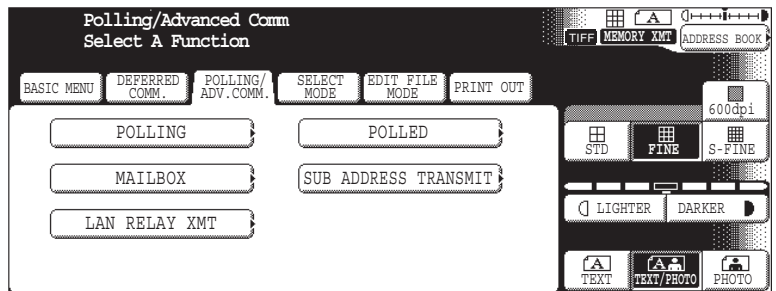 Polling/Advanced Comm
Select A Function
A
TIFF MEMORY XMT ADDRESS BOOK
BASIC MENU
DEFERRED
COMM.
POLLING/
ADV.COMM.
SELECT
MODE
EDIT FILE
MODE
PRINT OUT
600dpi
POLLING POLLED
STD FINE S-FINE
MAILBOX SUB ADDRESS TRANSMIT
LIGHTER DARKER
LAN RELAY XMT
A A
TEXT TEXT/PHOTO PHOTO